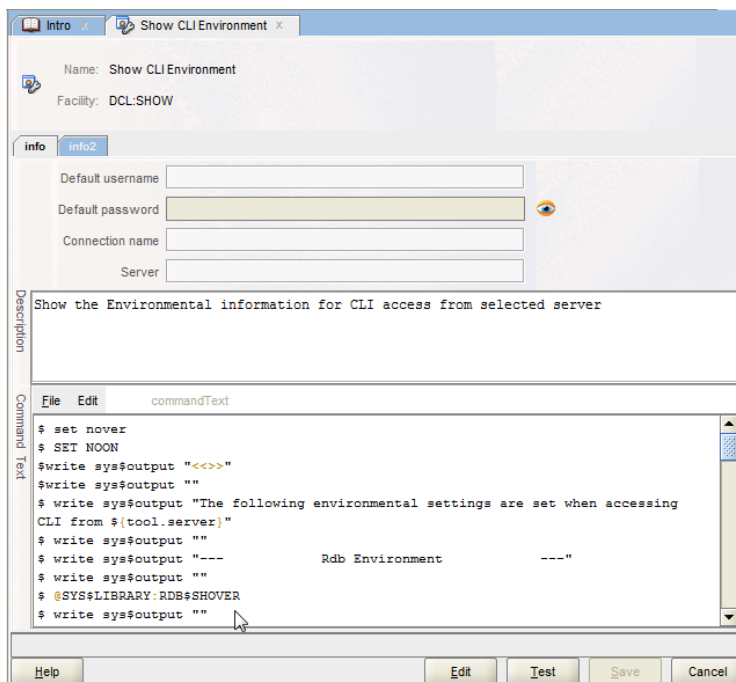 Intro x Show CLI Environment x
Name: Show CLI Environment
Facility: DCL:SHOW
info info2
Default username
Default password
Connection name
Server
Description
Show the Environmental information for CLI access from selected server
Command Text
File Edit commandText
$ set nover
$ SET NOON
$write sys$output "<<>>"
$write sys$output ""
$ write sys$output "The following environmental settings are set when accessing
CLI from ${tool.server}"
$ write sys$output ""
$ write sys$output "--- Rdb Environment ---"
$ write sys$output ""
$ @SYS$LIBRARY:RDB$SHOVER
$ write sys$output ""
Help Edit Test Save Cancel